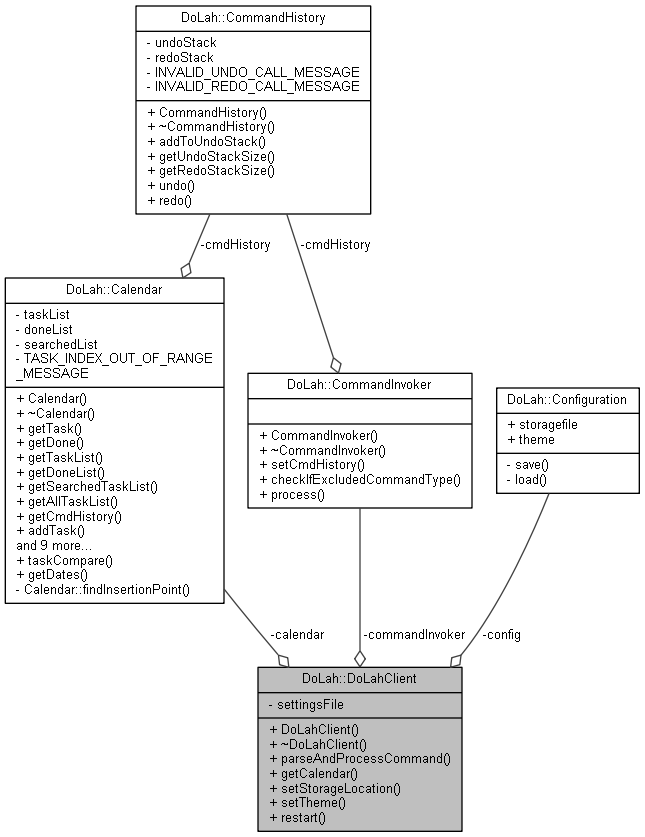 DoLah::CommandHistory
- undoStack
- redoStack
- INVALID_UNDO_CALL_MESSAGE
- INVALID_REDO_CALL_MESSAGE
+ CommandHistory()
+ ~CommandHistory()
+ addToUndoStack()
+ getUndoStackSize()
+ getRedoStackSize()
+ undo()
+ redo()
-cmdHistory
-cmdHistory
DoLah::Calendar
- taskList
- doneList
- searchedList
- TASK_INDEX_OUT_OF_RANGE
_MESSAGE
+ Calendar()
+ ~Calendar()
+ getTask()
+ getDone()
+ getTaskList()
+ getDoneList()
+ getSearchedTaskList()
+ getAllTaskList()
+ getCmdHistory()
+ addTask()
and 9 more...
+ taskCompare()
+ getDates()
- Calendar::findInsertionPoint()
DoLah::CommandInvoker
+ CommandInvoker()
+ ~CommandInvoker()
+ setCmdHistory()
+ checkIfExcludedCommandType()
+ process()
DoLah::Configuration
+ storagefile
+ theme
- save()
- load()
-calendar
-commandInvoker
-config
DoLah::DoLahClient
- settingsFile
+ DoLahClient()
+ ~DoLahClient()
+ parseAndProcessCommand()
+ getCalendar()
+ setStorageLocation()
+ setTheme()
+ restart()